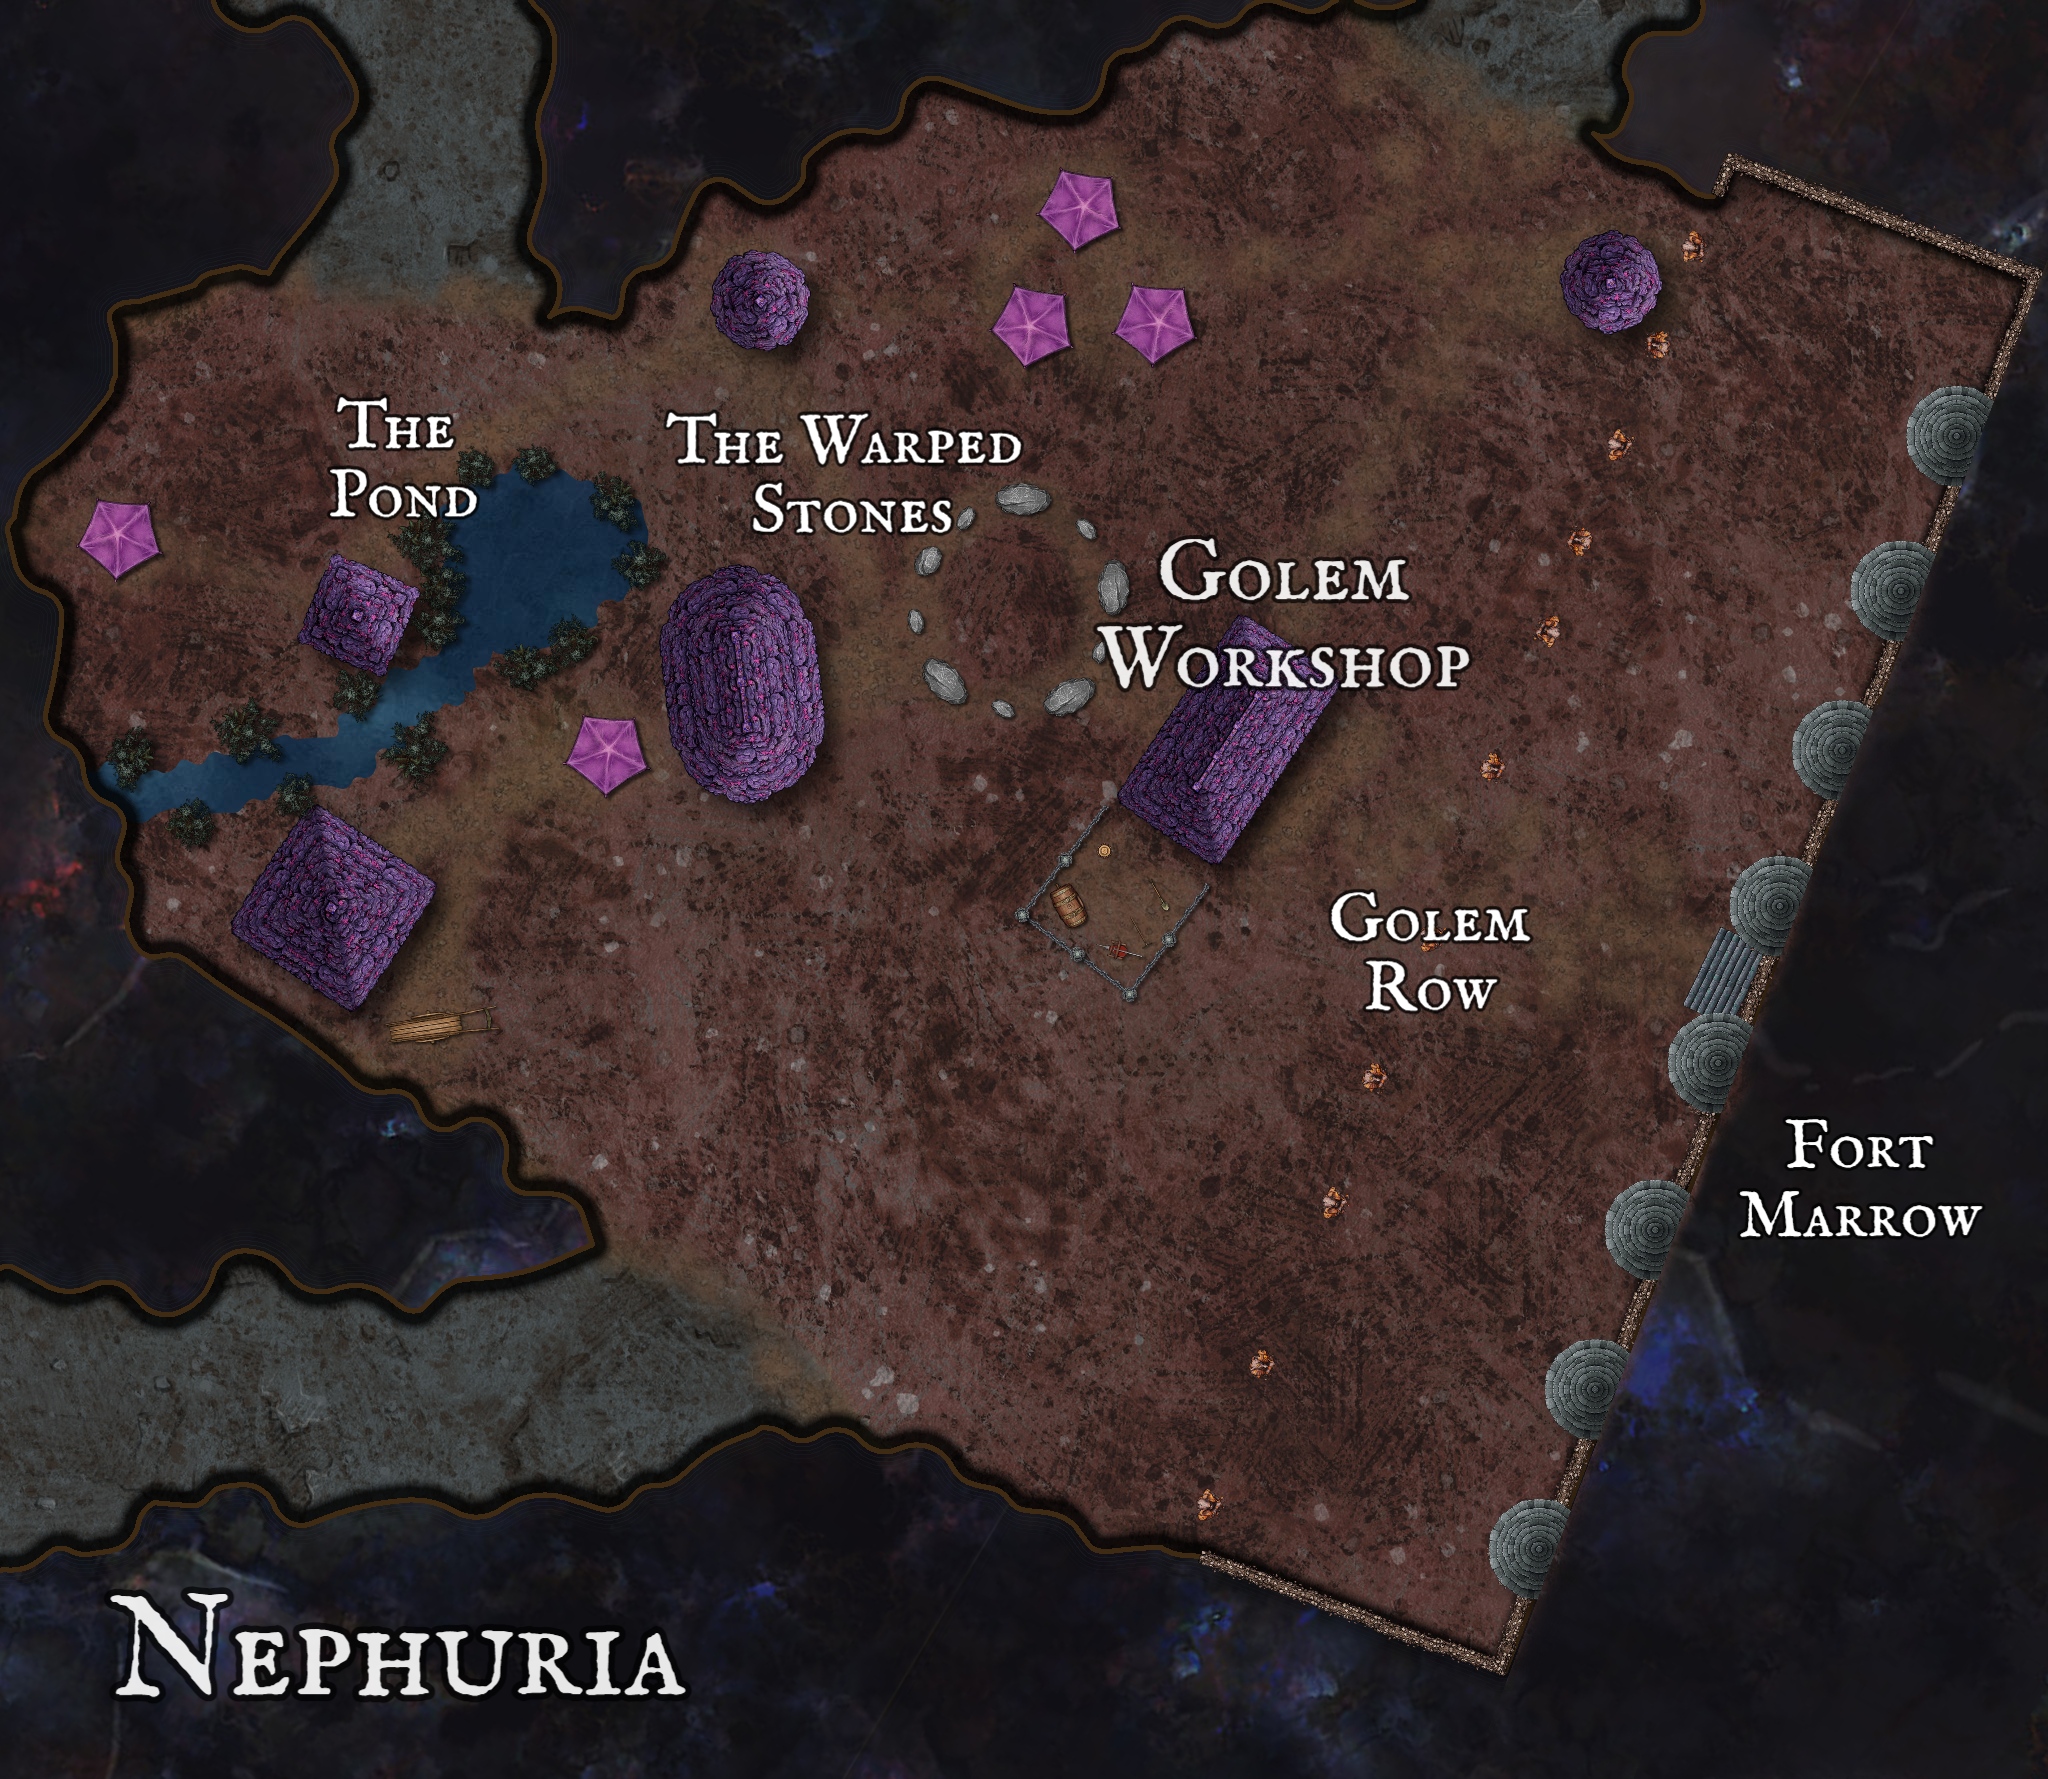 The
Pond
The Warped
Stones
Golem
Workshop
Golem
Row
Fort
Marrow
Nephuria